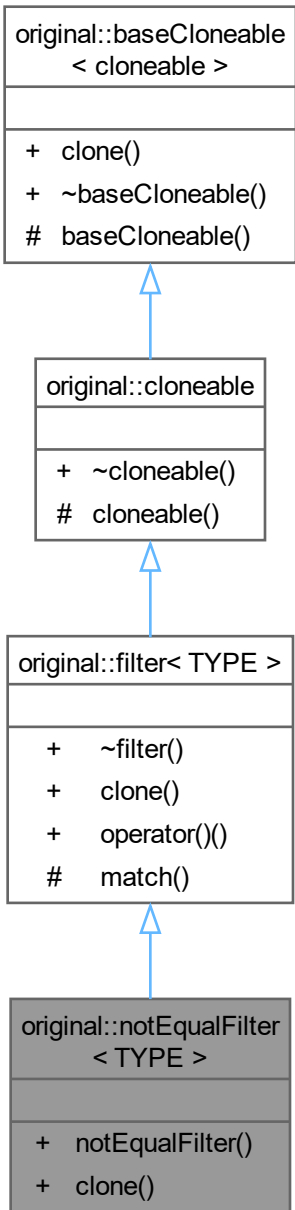 original::baseCloneable
< cloneable >
+ clone()
+ ~baseCloneable()
# baseCloneable()
original::cloneable
+ ~cloneable()
# cloneable()
original::filter< TYPE >
+ ~filter()
+ clone()
+ operator()()
# match()
original::notEqualFilter
< TYPE >
+ notEqualFilter()
+ clone()